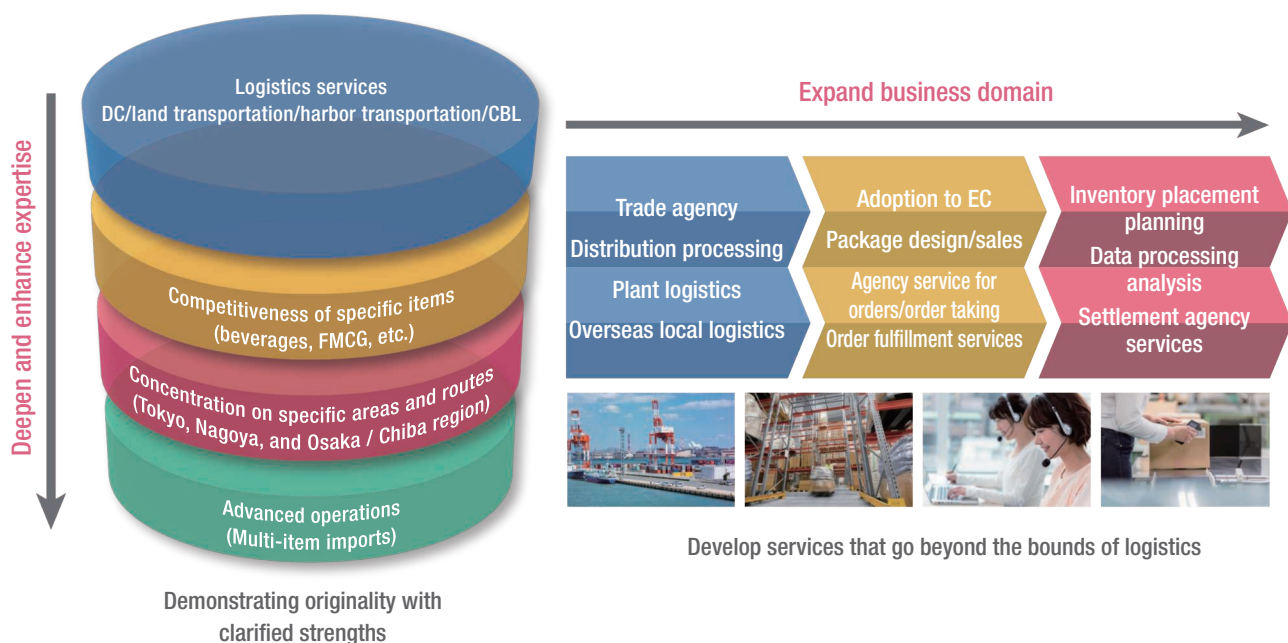 Deepen and enhance expertise
Logistics services
DC/land transportation/harbor transportation/CBL
Competitiveness of specific items
(beverages, FMCG, etc.)
Concentration on specific areas and routes
(Tokyo, Nagoya, and Osaka / Chiba region)
Advanced operations
(Multi-item imports)
Demonstrating originality with
clarified strengths
Expand business domain
Trade agency
Distribution processing
Plant logistics
Overseas local logistics
Adoption to EC
Package design/sales
Agency service for
orders/order taking
Order fulfillment services
Inventory placement
planning
Data processing
analysis
Settlement agency
services
Develop services that go beyond the bounds of logistics